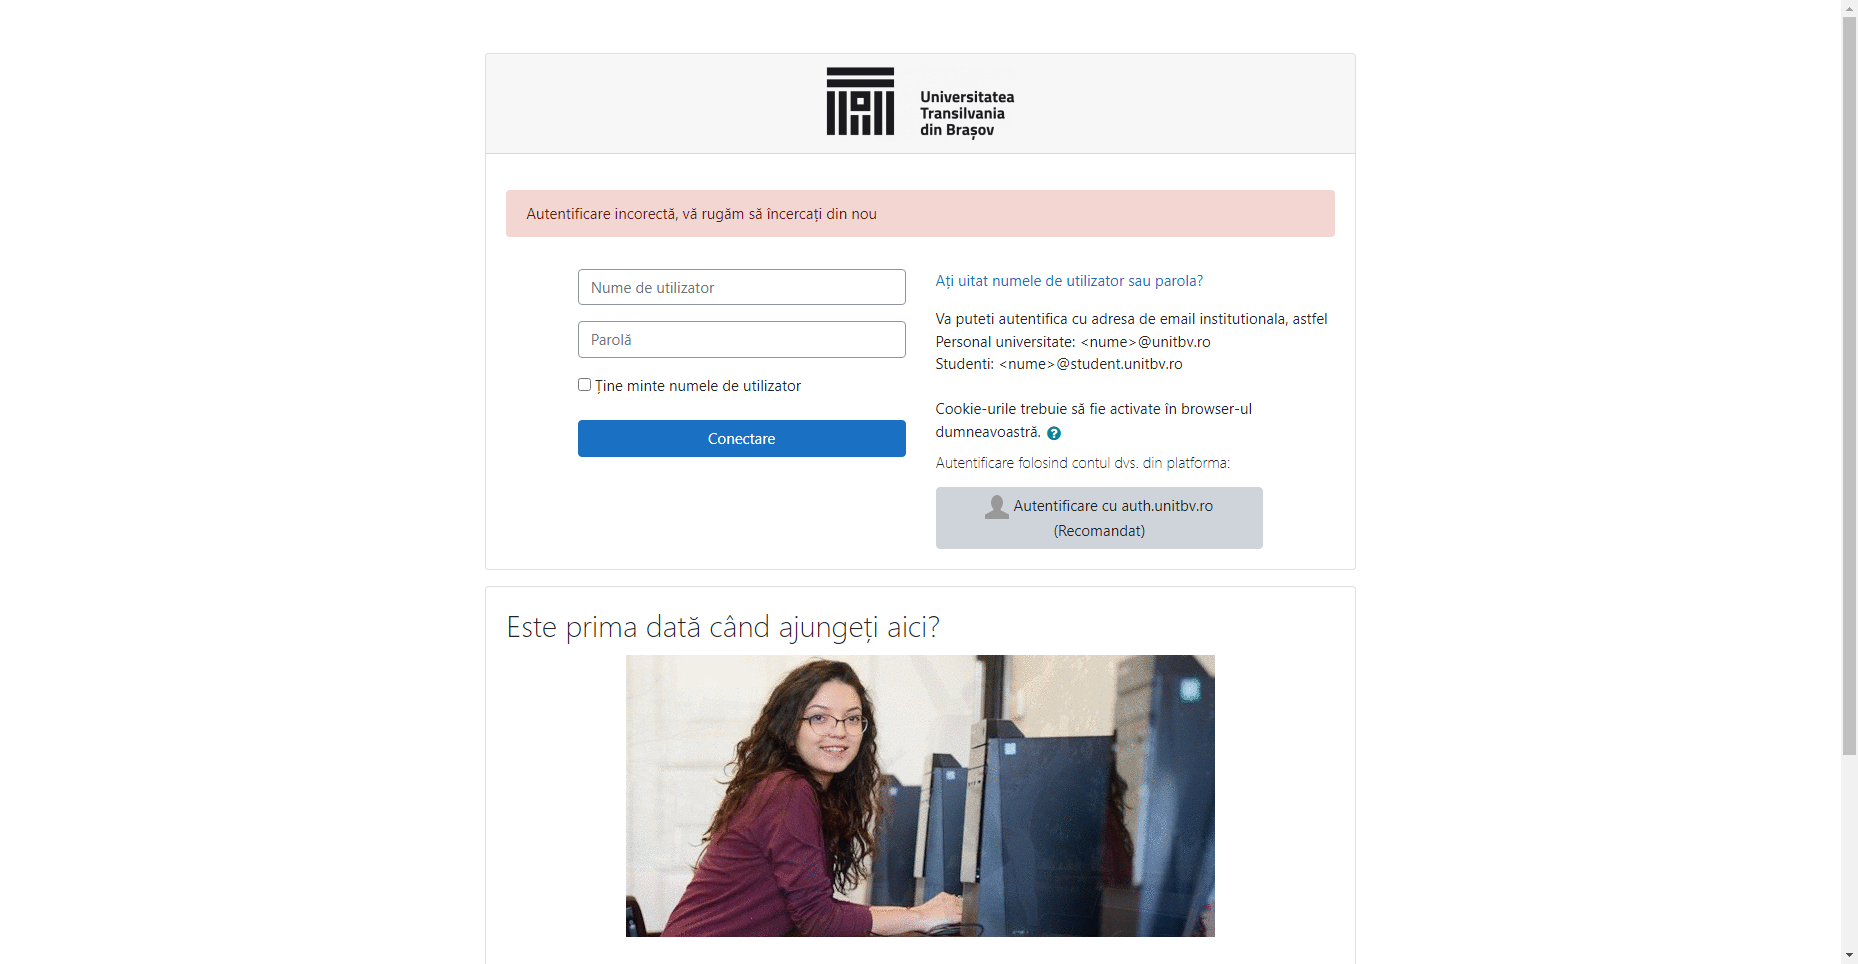 Universitatea
Transilvania
din Brașov
Autentificare incorectă, vă rugăm să încercați din nou
Nume de utilizator
Parolă
Ține minte numele de utilizator
Conectare
Ați uitat numele de utilizator sau parola?
Va puteti autentifica cu adresa de email institutionala, astfel
Personal universitate: <nume>@unitbv.ro
Studenti: <nume>@student.unitbv.ro
Cookie-urile trebuie să fie activate în browser-ul
dumneavoastră.
Autentificare folosind contul dvs. din platforma:
Autentificare cu auth.unitbv.ro
(Recomandat)
Este prima dată când ajungeți aici?